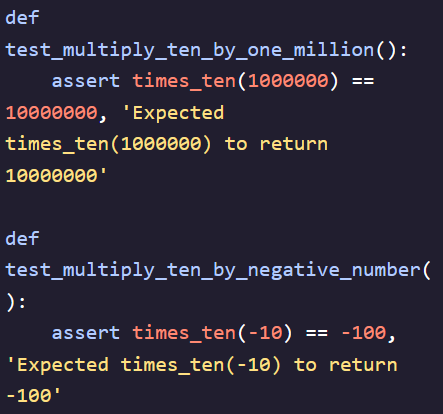 def
test_multiply_ten_by_one_million():
    assert times_ten(1000000) ==
10000000, 'Expected
times_ten(1000000) to return
10000000'

def
test_multiply_ten_by_negative_number(
):
    assert times_ten(-10) == -100,
'Expected times_ten(-10) to return
-100'